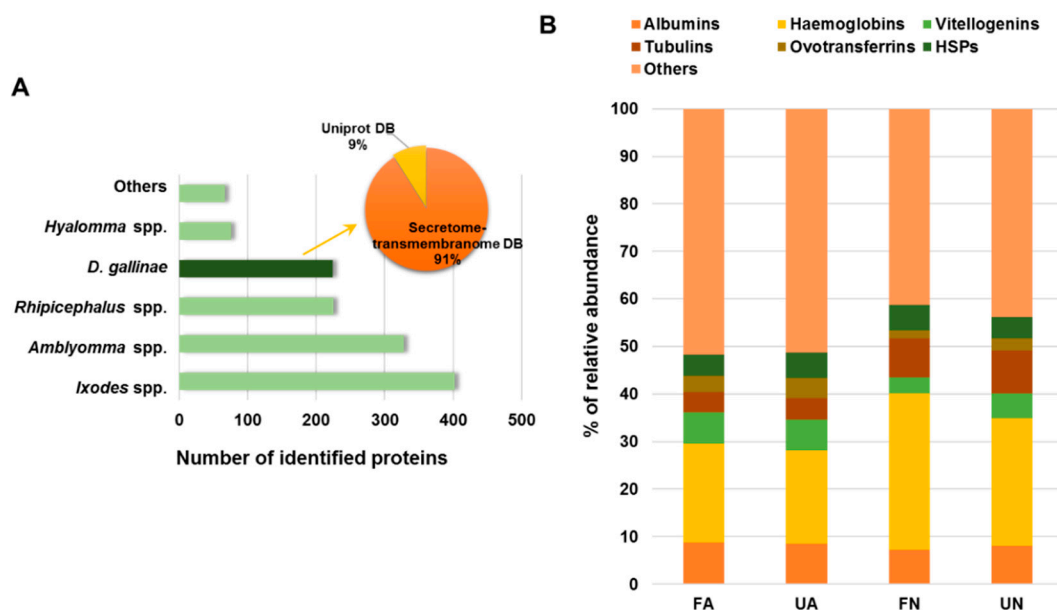 A
Uniprot DB
9%
Secretome-
transmembranome DB
91%
Others
Hyalomma spp.
D. gallinae
Rhipicephalus spp.
Amblyomma spp.
Ixodes spp.
0 100 200 300 400 500
Number of identified proteins
B
Albumins Haemoglobins Vitellogenins
Tubulins Ovotransferrins HSPs
Others
% of relative abundance
100
90
80
70
60
50
40
30
20
10
0
FA UA FN UN